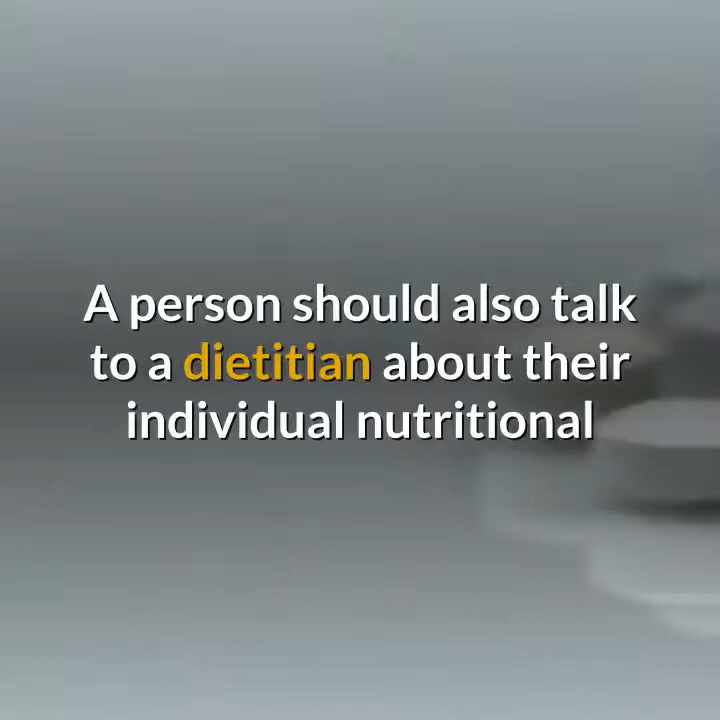 A person should also talk
to a dietitian about their
individual nutritional